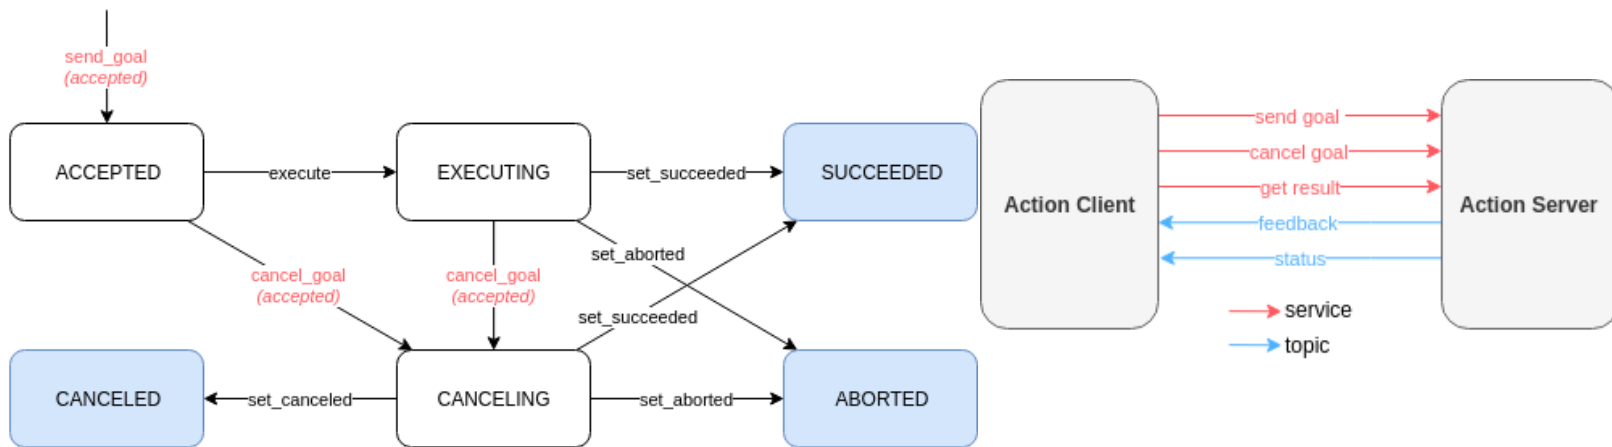 send_goal
(accepted)
ACCEPTED
execute
EXECUTING
set_succeeded
SUCCEEDED
cancel_goal
(accepted)
cancel_goal
(accepted)
set_aborted
set_succeeded
CANCELED
set_canceled
CANCELING
set_aborted
ABORTED
Action Client
send goal
cancel goal
get result
feedback
status
Action Server
service
topic